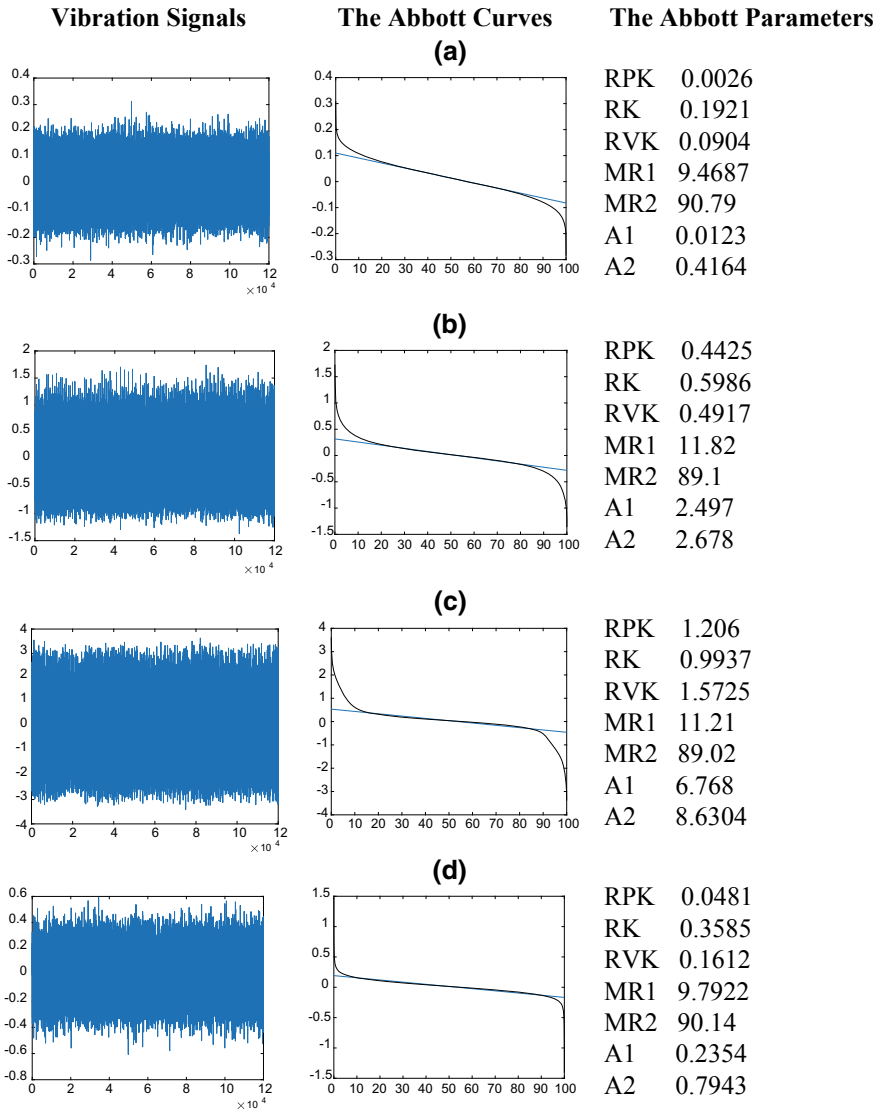 Vibration Signals The Abbott Curves The Abbott Parameters
(a)
0.4
0.3
0.2
0.1
0
-0.1
-0.2
-0.3
0 2 4 6 8 10 12
× 10 4
0.4
0.3
0.2
0.1
0
-0.1
-0.2
0.3
0 10 20 30 40 50 60 70 80 90 100
RPK 0.0026
RK 0.1921
RVK 0.0904
MR1 9.4687
MR2 90.79
A1 0.0123
A2 0.4164
(b)
2
1.5
1
0.5
0
-0.5
-1
-1.5
0 2 4 6 8 10 12
× 10 4
2
1.5
1
0.5
0
-0.5
-1
1.5
0 10 20 30 40 50 60 70 80 90 100
RPK 0.4425
RK 0.5986
RVK 0.4917
MR1 11.82
MR2 89.1
A1 2.497
A2 2.678
(c)
4
3
2
1
0
-1
-2
-3
-4
0 2 4 6 8 10 12
× 10 4
4
3
2
1
0
-1
-2
-3
-4
0 10 20 30 40 50 60 70 80 90 100
RPK 1.206
RK 0.9937
RVK 1.5725
MR1 11.21
MR2 89.02
A1 6.768
A2 8.6304
(d)
0.6
0.4
0.2
0
-0.2
-0.4
-0.6
-0.8
0 2 4 6 8 10 12
× 10 4
1.5
1
0.5
0
-0.5
-1
-1.5
0 10 20 30 40 50 60 70 80 90 100
RPK 0.0481
RK 0.3585
RVK 0.1612
MR1 9.7922
MR2 90.14
A1 0.2354
A2 0.7943